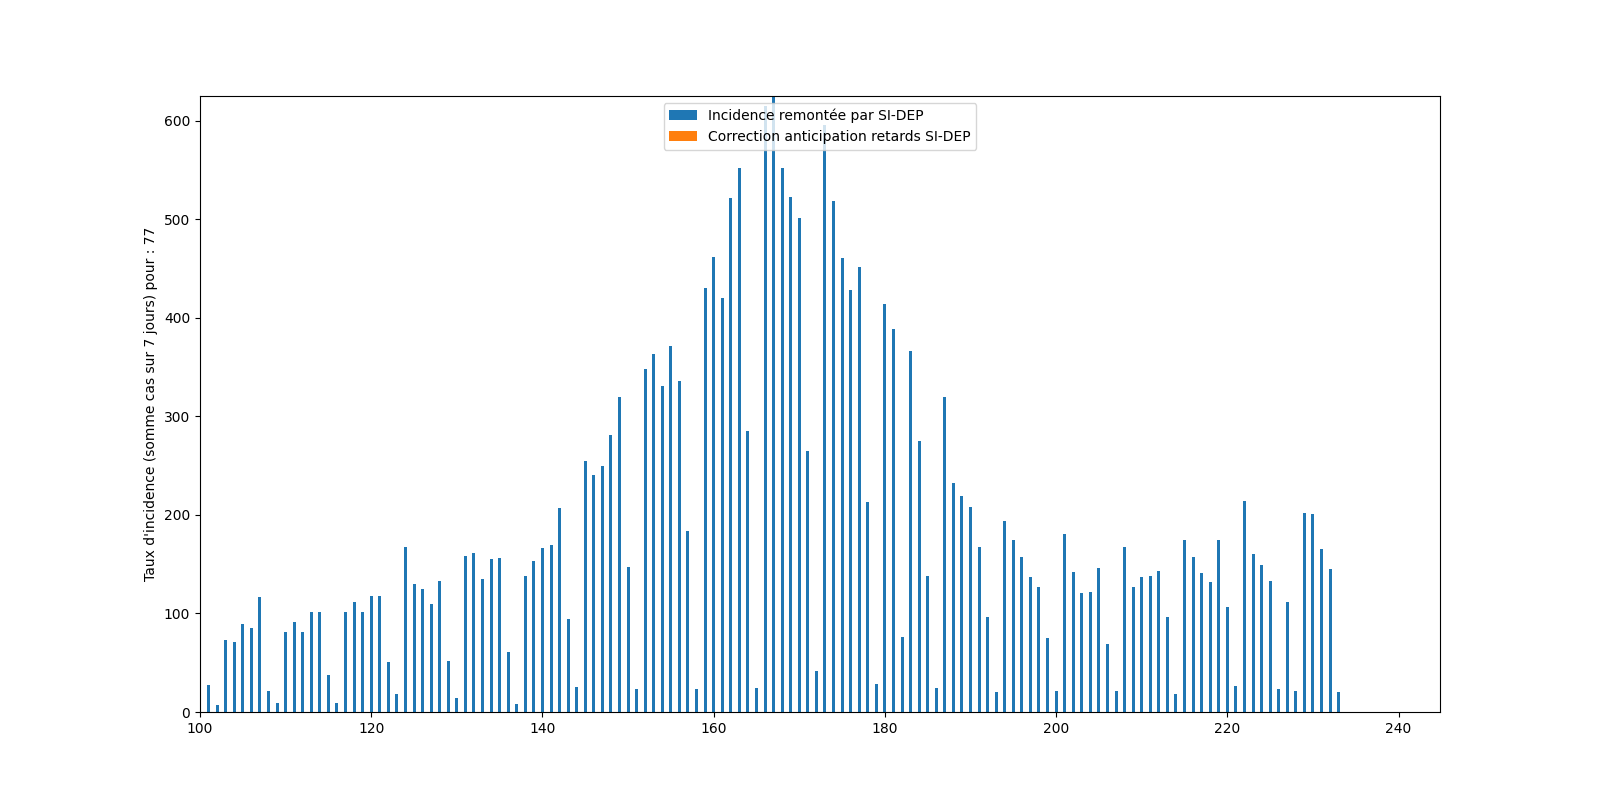 Incidence remontée par SI-DEP
Correction anticipation retards SI-DEP
Taux d'incidence (somme cas sur 7 jours) pour : 77
600
500
400
300
200
100
0
100 120 140 160 180 200 220 240